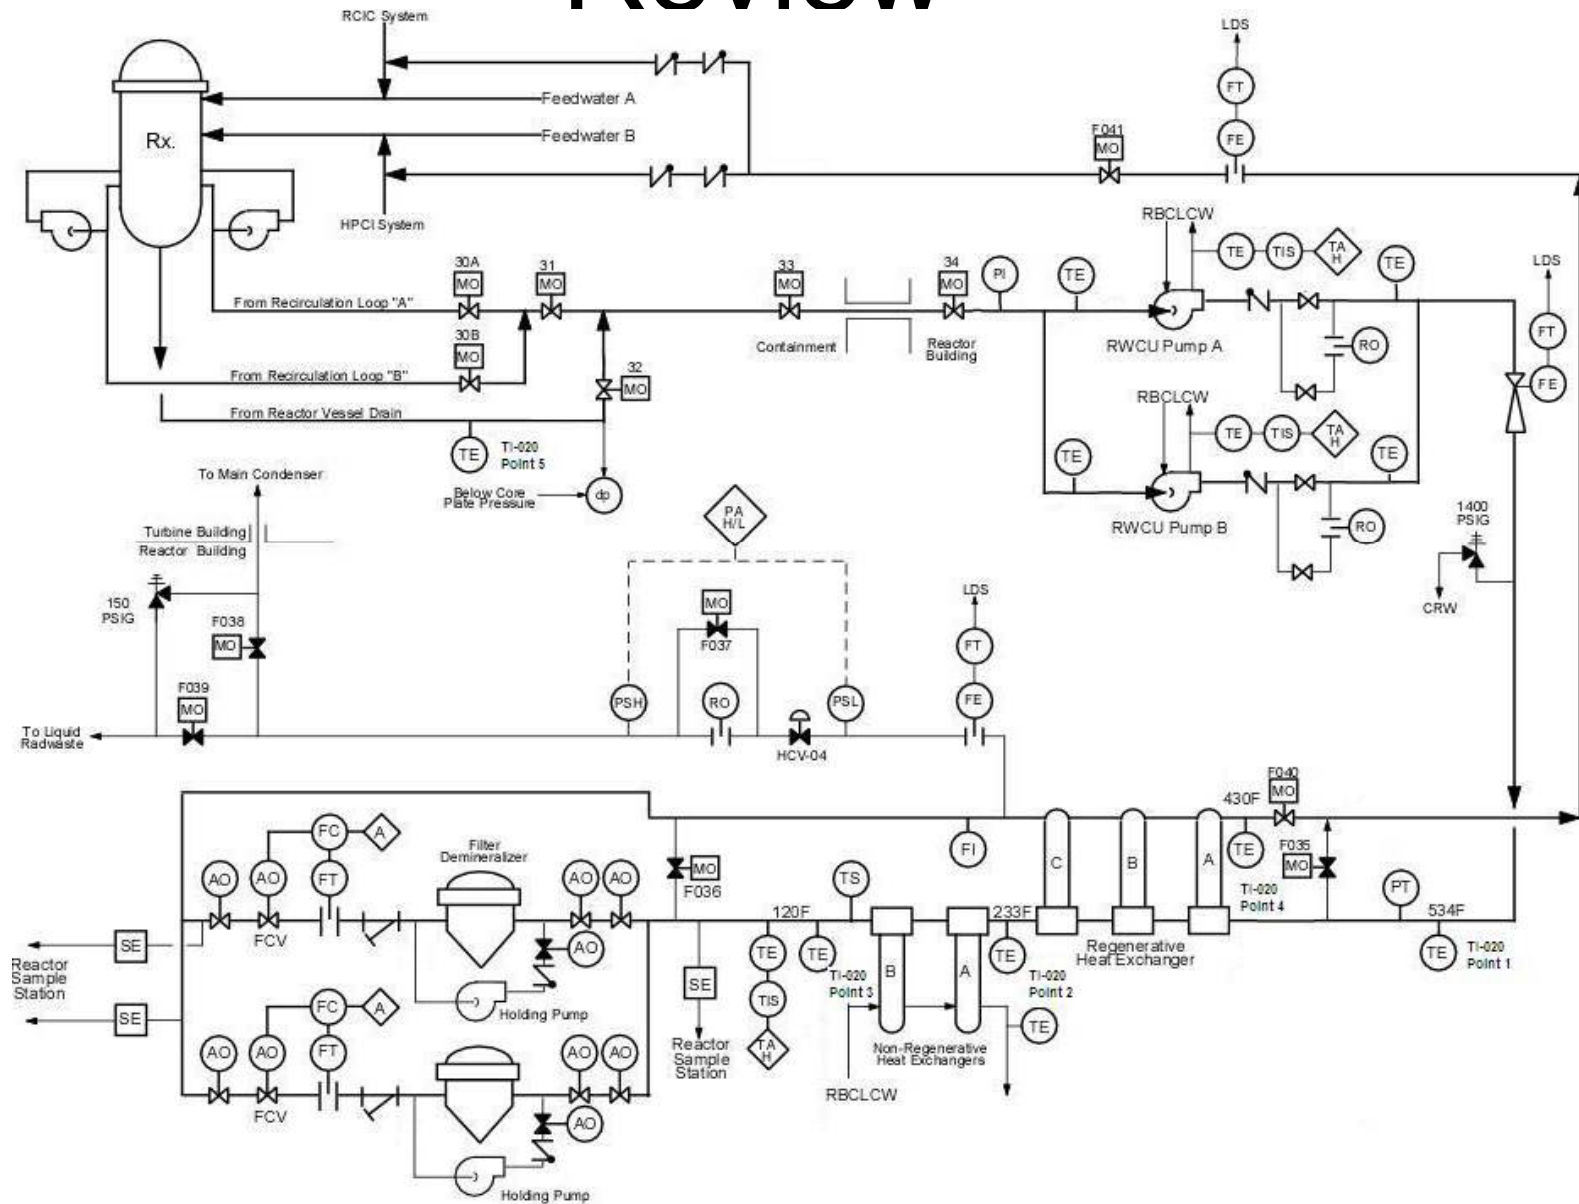 Review
RCIC System
LDS
FT
FE
Feedwater A
Feedwater B
Rx.
F041
MO
HPCI System
RBCLCW
TE
TIS
TA
H
TE
LDS
FT
FE
30A
MO
31
MO
33
MO
34
MO
PI
TE
From Recirculation Loop "A"
Containment
Reactor
Building
RWCU Pump A
RO
30B
MO
32
MO
From Recirculation Loop "B"
From Reactor Vessel Drain
TE
TI-020
Point 5
Below Core
Plate Pressure
dp
RBCLCW
TE
TIS
TA
H
TE
TE
RWCU Pump B
RO
1400
PSIG
CRW
To Main Condenser
Turbine Building
Reactor Building
150
PSIG
F038
MO
F039
MO
To Liquid
Radwaste
PA
H/L
MO
F037
PSH
RO
PSL
HCV-04
LDS
FT
FE
430F
F040
MO
FI
C
B
A
TE
F035
MO
TI-020
Point 4
PT
534F
TE
TI-020
Point 1
Regenerative
Heat Exchanger
FC
A
AO
AO
FT
FCV
Filter
Demineralizer
AO
AO
AO
Holding Pump
MO
F036
TS
120F
233F
TE
TE
TI-020
Point 3
TE
TI-020
Point 2
B
A
TIS
TA
H
TE
Non-Regenerative
Heat Exchangers
RBCLCW
SE
Reactor
Sample
Station
SE
Reactor
Sample
Station
SE
FC
A
AO
AO
FT
FCV
AO
AO
AO
Holding Pump